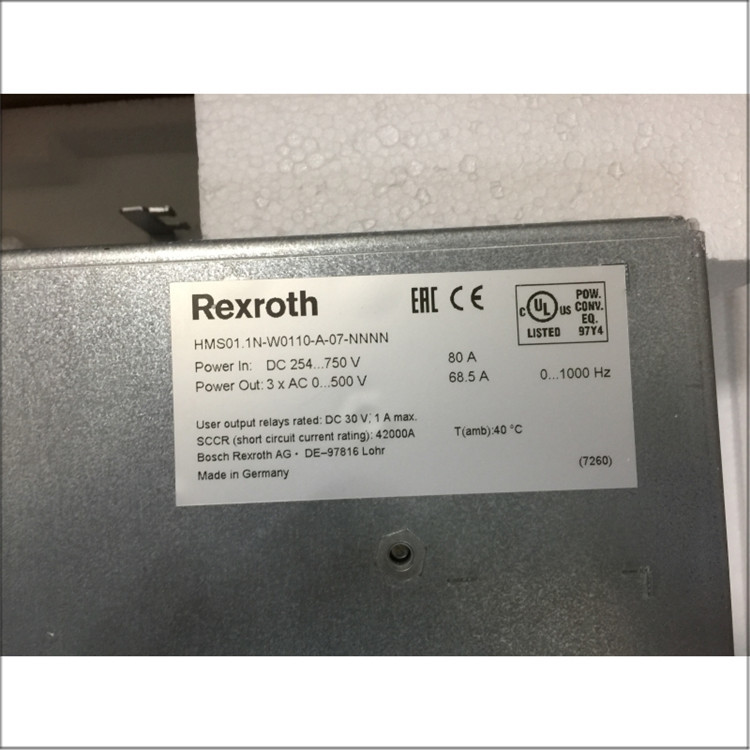 Rexroth
EAC CE
HMS01.1N-W0110-A-07-NNNN
Power In: DC 254...750 V 80 A
Power Out: 3 x AC 0...500 V 68.5 A 0...1000 Hz
c UL us
LISTED
POW.
CONV.
EQ.
97Y4
User output relays rated: DC 30 V, 1 A max.
SCCR (short circuit current rating): 42000A T(amb):40 °C
Bosch Rexroth AG • DE–97816 Lohr
Made in Germany (7260)